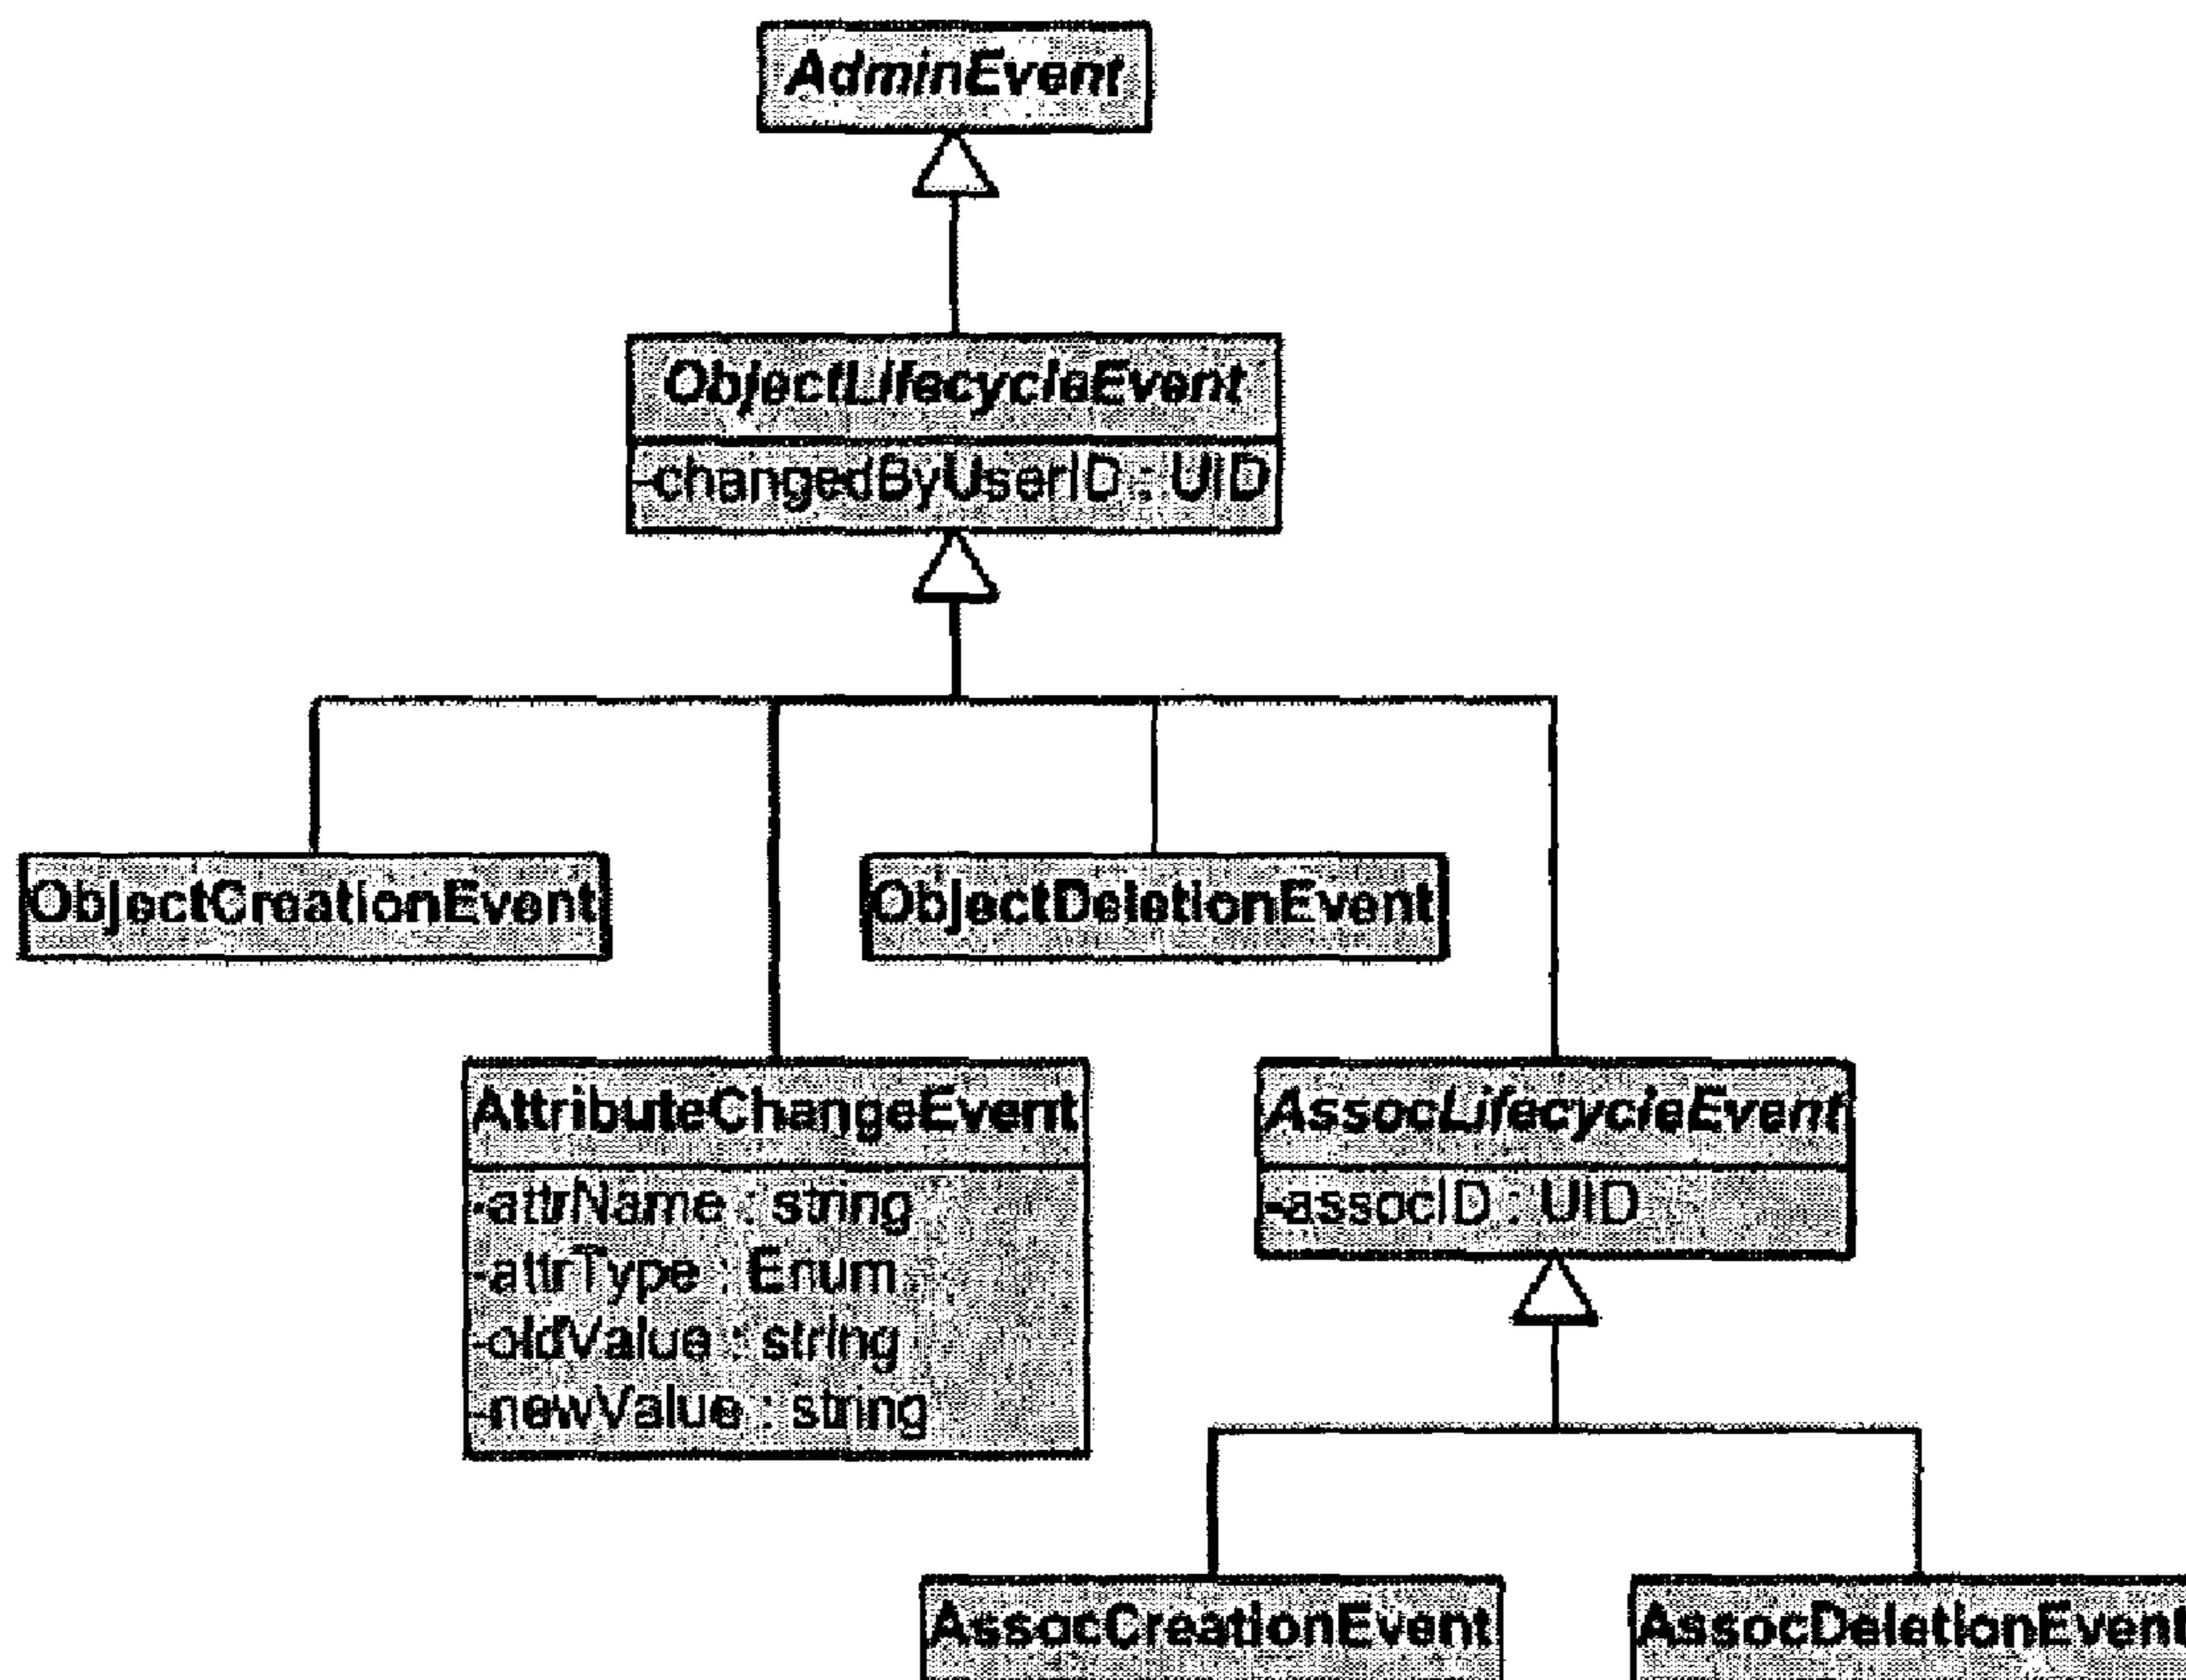 AdminEvent
ObjectLifecycleEvent
-changedByUserID : UID
ObjectCreationEvent
ObjectDeletionEvent
AttributeChangeEvent
-attrName : string
-attrType : Enum
-oldValue : string
-newValue : string
AssocLifecycleEvent
-assocID : UID
AssocCreationEvent
AssocDeletionEvent